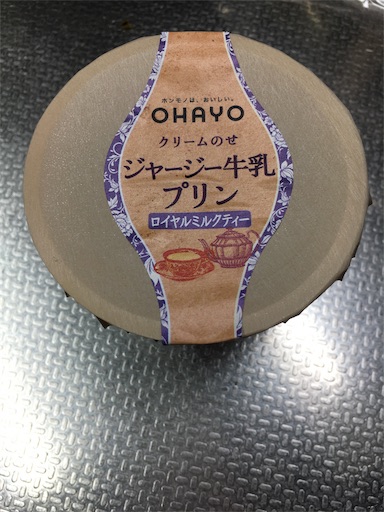 ホンモノは、おいしい。
OHAYO
クリームのせ
ジャージー牛乳
プリン
ロイヤルミルクティー